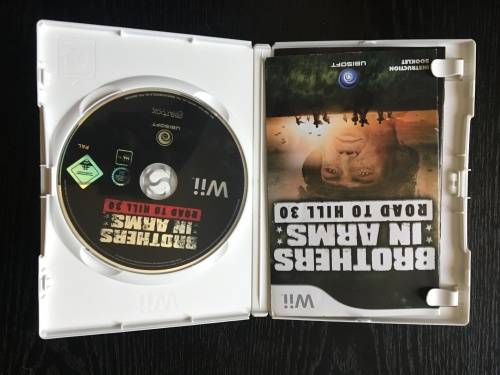 Wii
BROTHERS
IN ARMS
ROAD TO HILL 30
UBISOFT
INSTRUCTION
BOOKLET
BROTHERS
IN ARMS
ROAD TO HILL 30
Wii
UBISOFT
gearbox
PAL
Wii